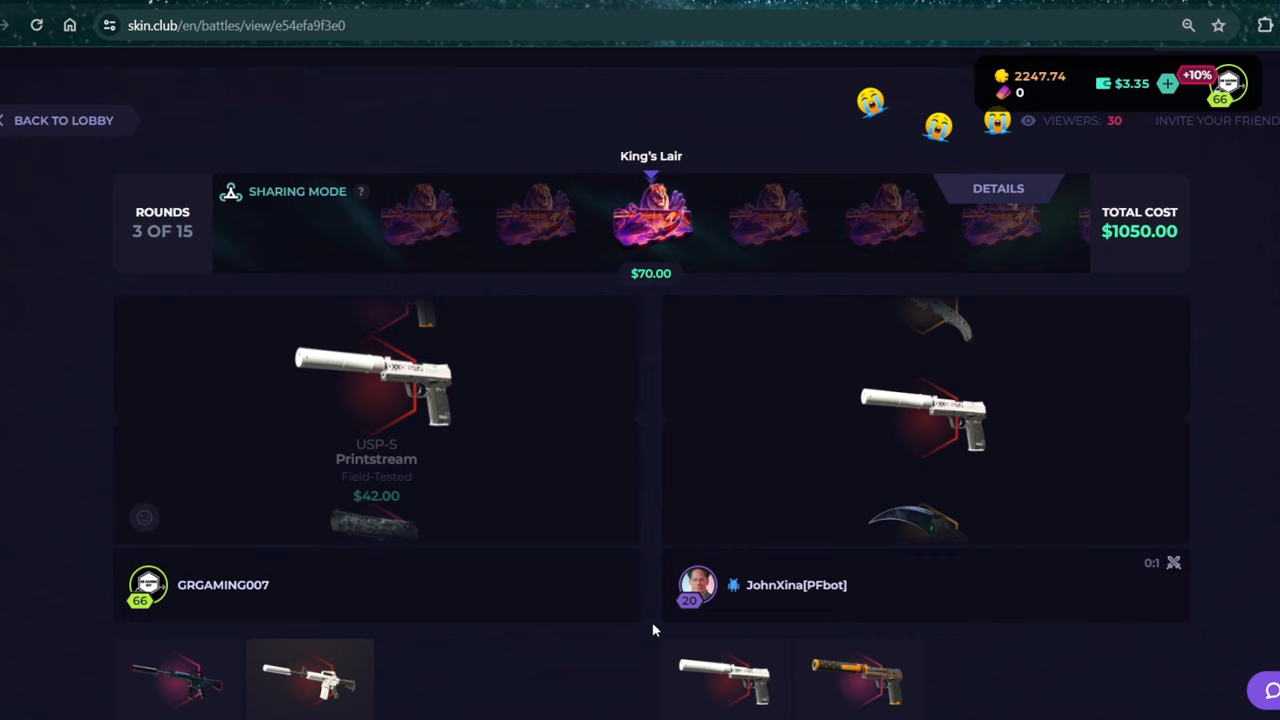 skin.club/en/battles/view/e54efa9f3e0
2247.74
0
$3.35
+10%
66
BACK TO LOBBY
VIEWERS: 30
INVITE YOUR FRIEND
King's Lair
ROUNDS
3 OF 15
SHARING MODE ?
DETAILS
TOTAL COST
$1050.00
$70.00
USP-S
Printstream
Field-Tested
$42.00
0:1
66
GRGAMING007
20
JohnXina[PFbot]